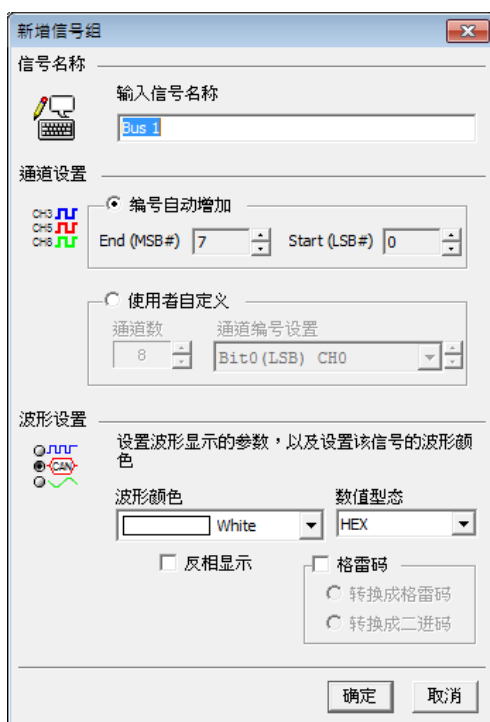 新增信号组
信号名称
输入信号名称
Bus 1
通道设置
CH3
CH5
CH8
编号自动增加
End (MSB#) 7 Start (LSB#) 0
使用者自定义
通道数 通道编号设置
8 Bit0(LSB) CH0
波形设置
CAN
设置波形显示的参数，以及设置该信号的波形颜
色
波形颜色 数值型态
White HEX
反相显示 格雷码
转换成格雷码
转换成二进码
确定 取消